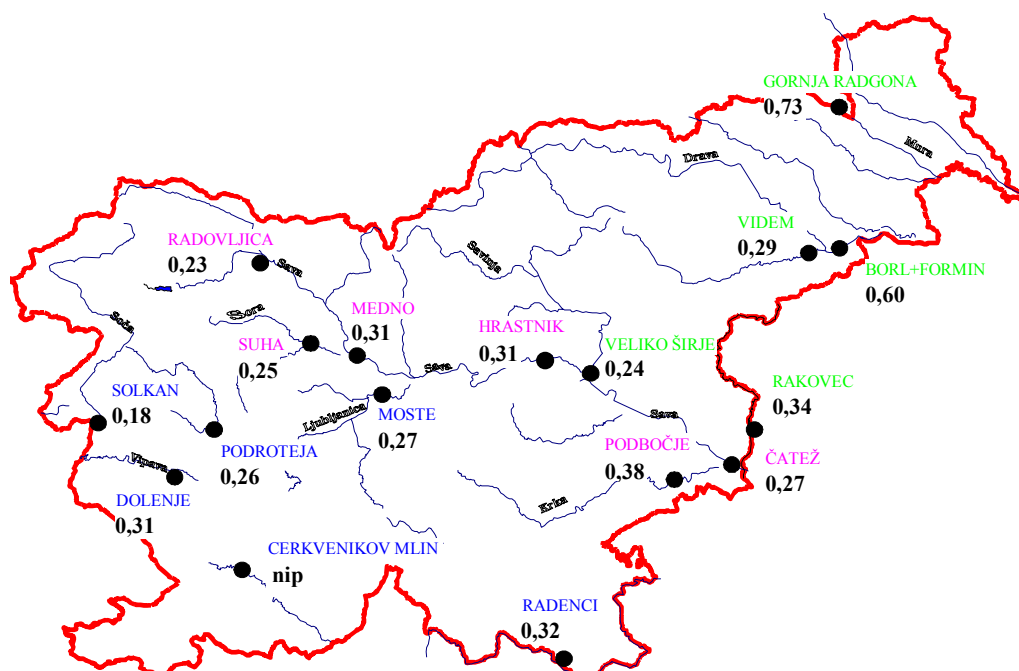 GORNJA RADGONA
0,73
Mura
Drava
VIDEM
0,29
BORL+FORMIN
0,60
RADOVLJICA
0,23
Sava
Savinja
Sora
MEDNO
0,31
HRASTNIK
0,31
Soča
SUHA
0,25
VELIKO ŠIRJE
0,24
Sava
SOLKAN
0,18
RAKOVEC
0,34
Ljubljanica
MOSTE
0,27
Sava
PODROTEJA
0,26
PODBOČJE
0,38
ČATEŽ
0,27
Vipava
DOLENJE
0,31
Krka
CERKVENIKOV MLIN
nip
RADENCI
0,32